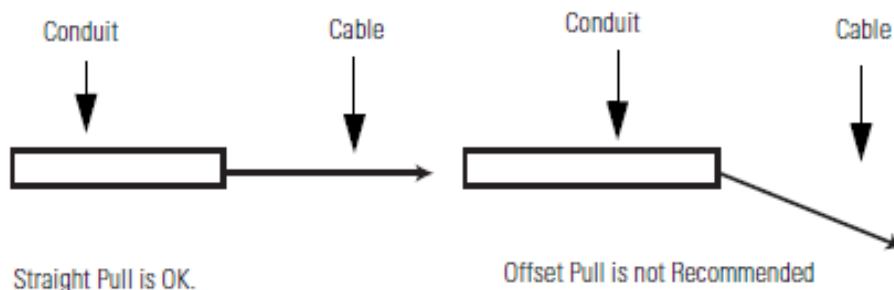 Conduit
Cable
Conduit
Cable
Straight Pull is OK.
Offset Pull is not Recommended